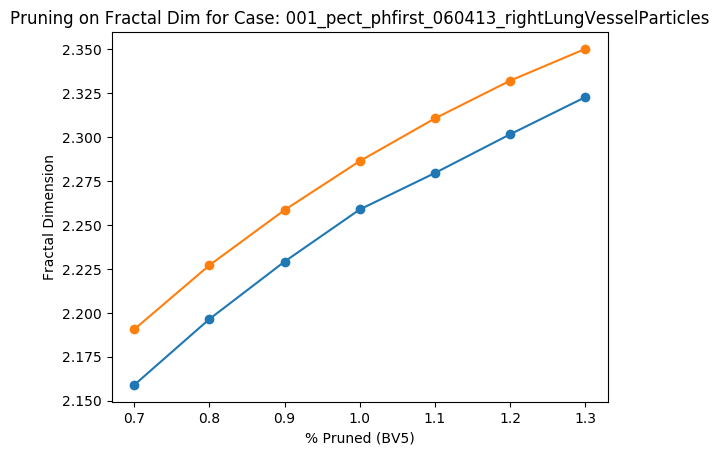 Pruning on Fractal Dim for Case: 001_pect_phfirst_060413_rightLungVesselParticles
2.350
2.325
2.300
2.275
2.250
2.225
2.200
2.175
2.150
Fractal Dimension
0.7 0.8 0.9 1.0 1.1 1.2 1.3
% Pruned (BV5)